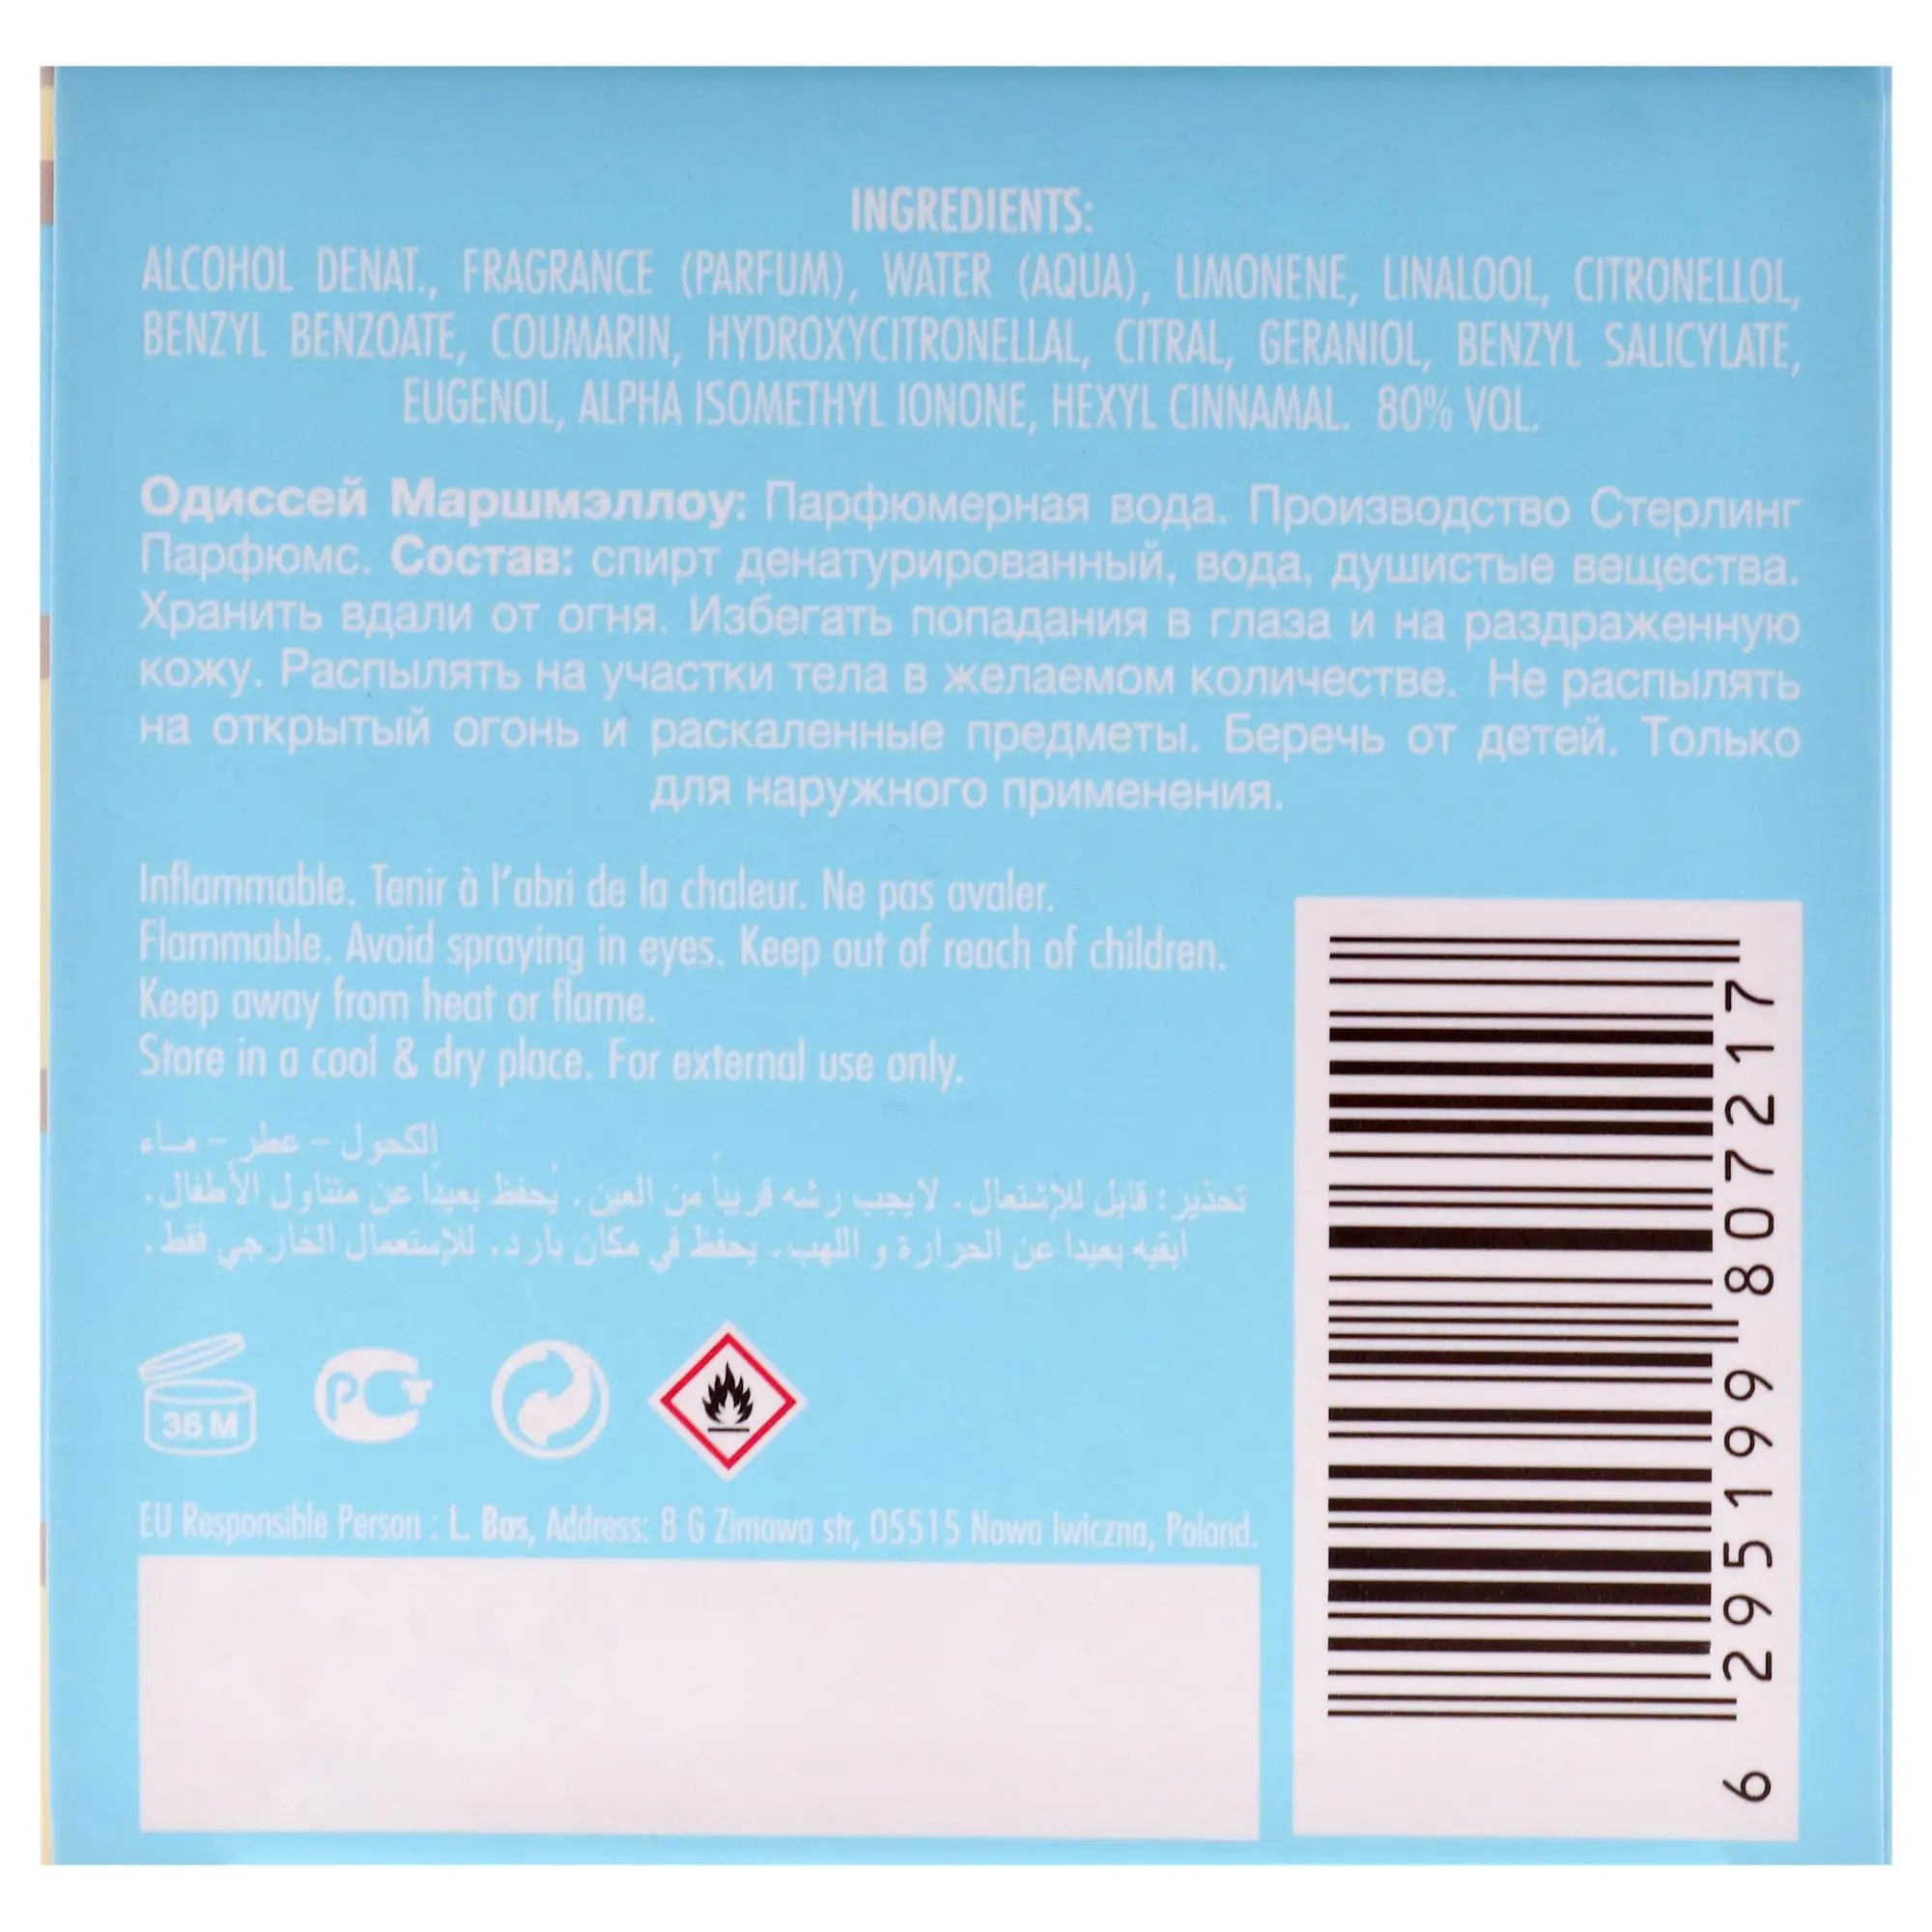 INGREDIENTS:
ALCOHOL DENAT., FRAGRANCE (PARFUM), WATER (AQUA), LIMONENE, LINALOOL, CITRONELLOL,
BENZYL BENZOATE, COUMARIN, HYDROXYCITRONELLAL, CITRAL, GERANIOL, BENZYL SALICYLATE,
EUGENOL, ALPHA ISOMETHYL IONONE, HEXYL CINNAMAL. 80% VOL.
Одиссей Маршмэллоу: Парфюмерная вода. Производство Стерлинг
Парфюмс. Состав: спирт денатурированный, вода, душистые вещества.
Хранить вдали от огня. Избегать попадания в глаза и на раздраженную
кожу. Распылять на участки тела в желаемом количестве. Не распылять
на открытый огонь и раскаленные предметы. Беречь от детей. Только
для наружного применения.
Inflammable. Tenir à l'abri de la chaleur. Ne pas avaler.
Flammable. Avoid spraying in eyes. Keep out of reach of children.
Keep away from heat or flame.
Store in a cool & dry place. For external use only.
الكحول - عطر - مـاء
تحذير: قابل للإشتعال. لايجب رشه قريباً من العين. يُحفظ بعيداً عن متناول الأطفال.
ابقيه بعيدا عن الحرارة و اللهب. يحفظ في مكان بارد. للإستعمال الخارجي فقط.
36 M
РСТ
EU Responsible Person : L. Bas, Address: 8 G Zimowa str, 05515 Nowa Iwiczna, Poland.
6 295199 807217